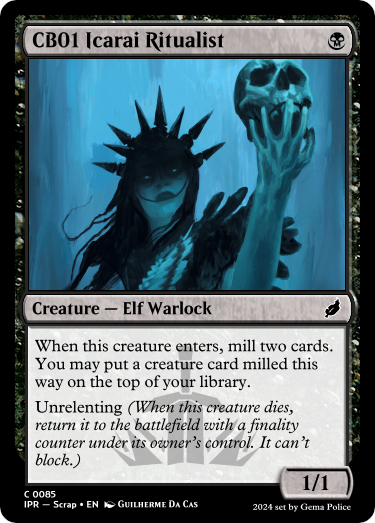 CB01 Icarai Ritualist
Creature — Elf Warlock
When this creature enters, mill two cards.
You may put a creature card milled this
way on the top of your library.
Unrelenting (When this creature dies,
return it to the battlefield with a finality
counter under its owner's control. It can't
block.)
1/1
C 0085
IPR — Scrap • EN Guilherme Da Cas
2024 set by Gema Police